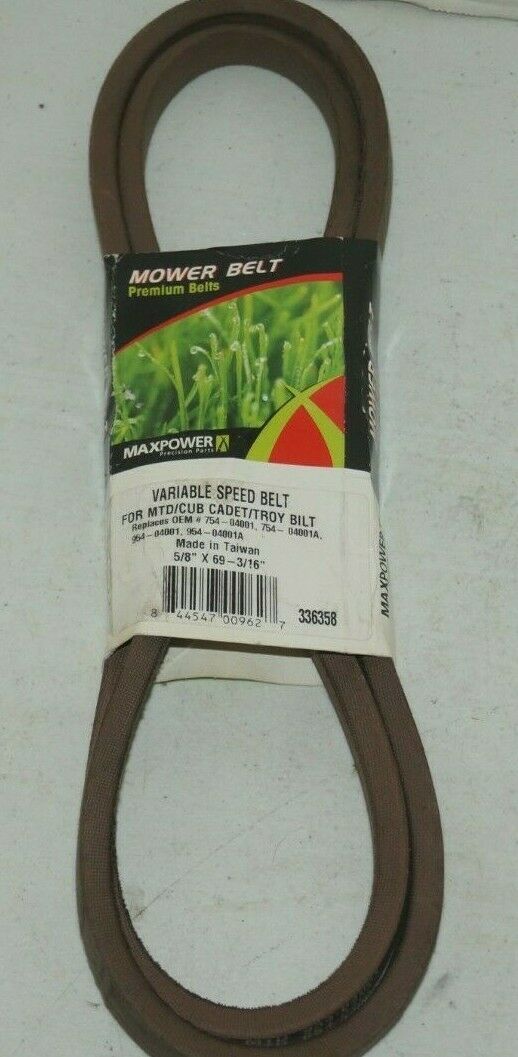 MOWER BELT
Premium Belts
MAXPOWER
Precision Parts
VARIABLE SPEED BELT
FOR MTD/CUB CADET/TROY BILT
Replaces OEM # 754-04001, 754-04001A,
954-04001, 954-04001A
Made in Taiwan
5/8" X 69-3/16"
8 44547 00962 7
336358
MOWER
MAXPOWER